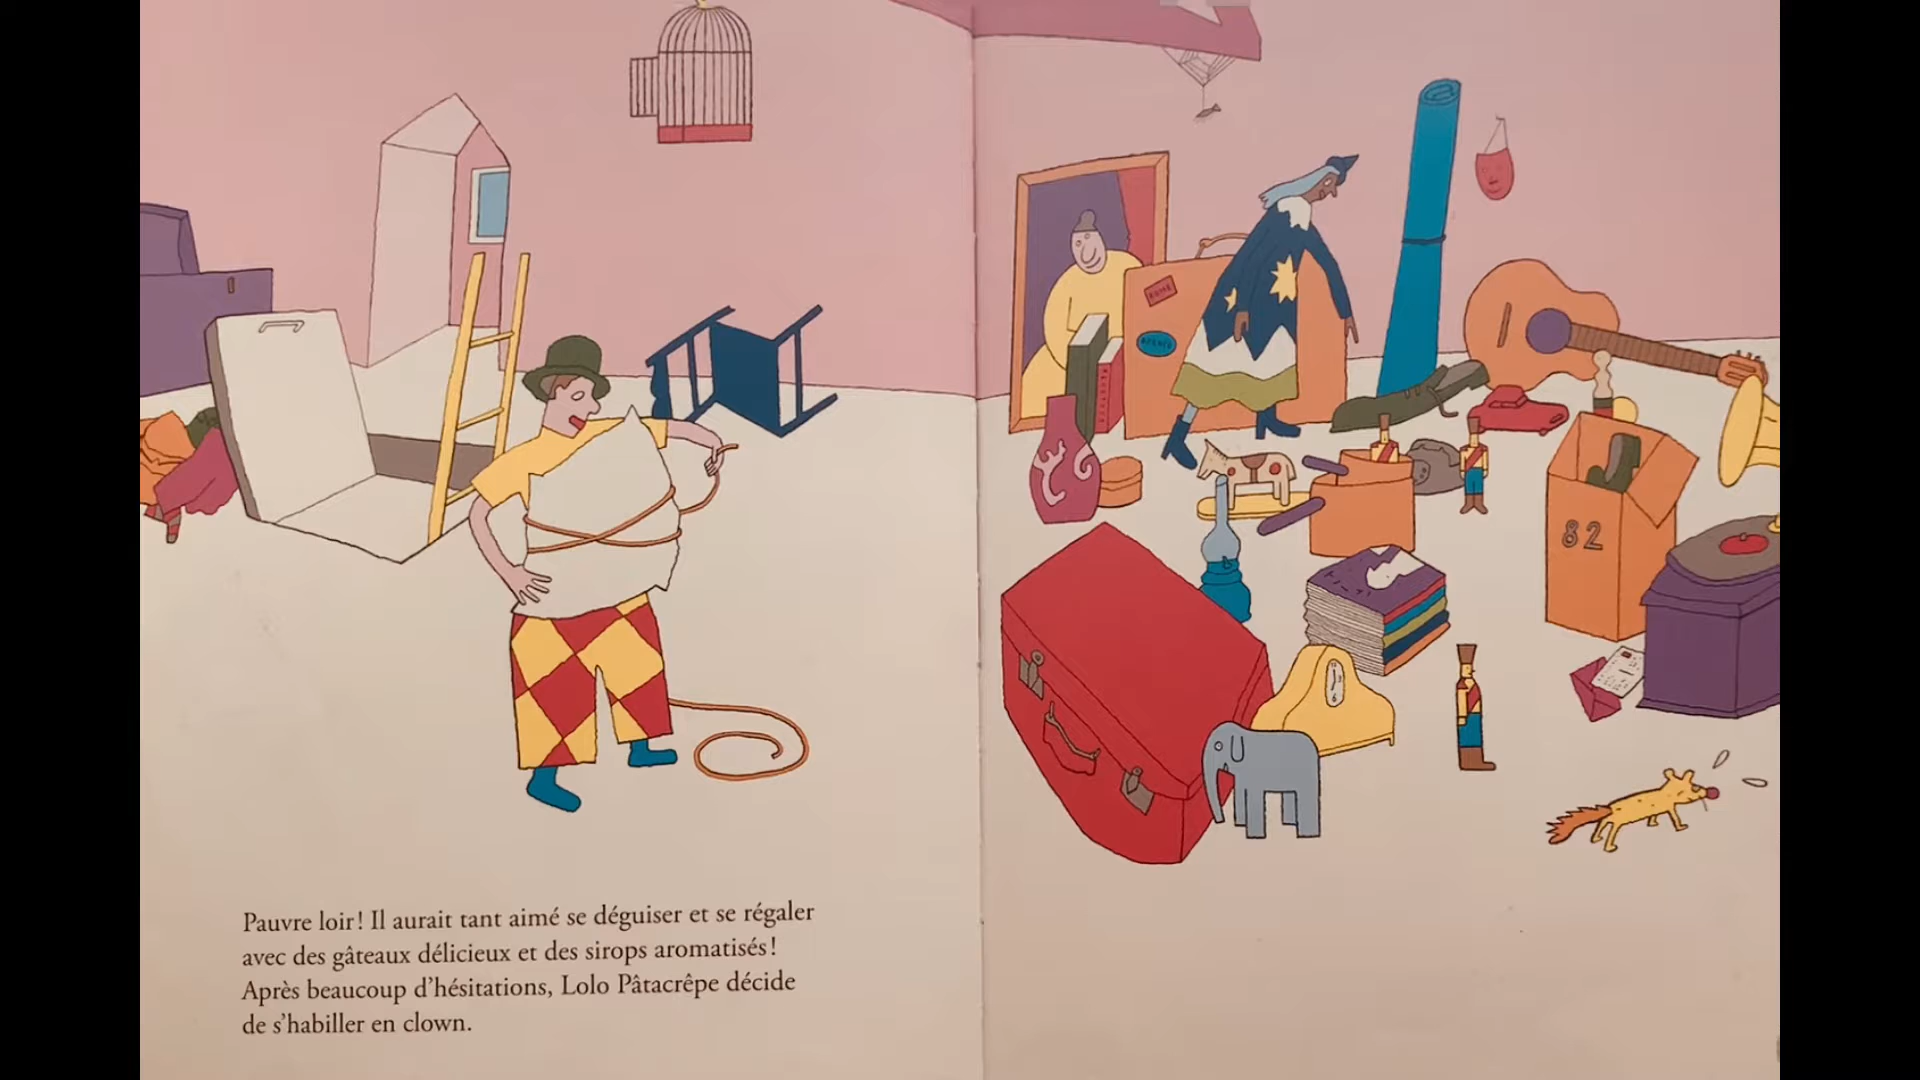 Pauvre loir ! Il aurait tant aimé se déguiser et se régaler
avec des gâteaux délicieux et des sirops aromatisés !
Après beaucoup d'hésitations, Lolo Pâtacrêpe décide
de s'habiller en clown.
82